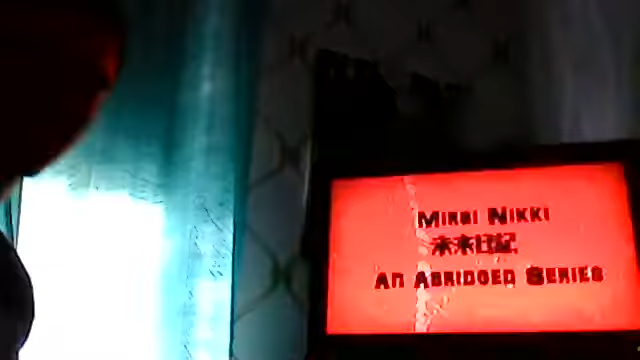 Mirai Nikki
未来日記
An Abridged Series